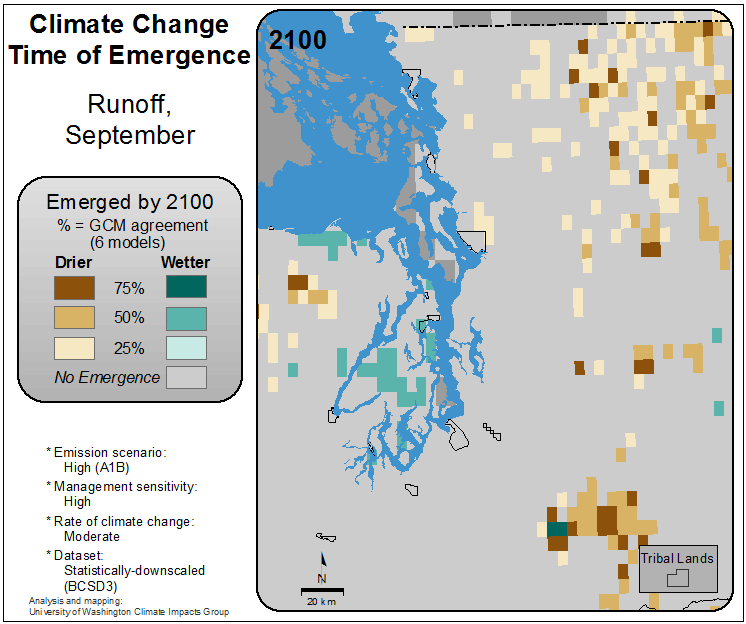 Climate Change
Time of Emergence
Runoff,
September
Emerged by 2100
% = GCM agreement
(6 models)
Drier Wetter
75%
50%
25%
No Emergence
* Emission scenario:
High (A1B)
* Management sensitivity:
High
* Rate of climate change:
Moderate
* Dataset:
Statistically-downscaled
(BCSD3)
Analysis and mapping:
University of Washington Climate Impacts Group
2100
N
20 km
Tribal Lands